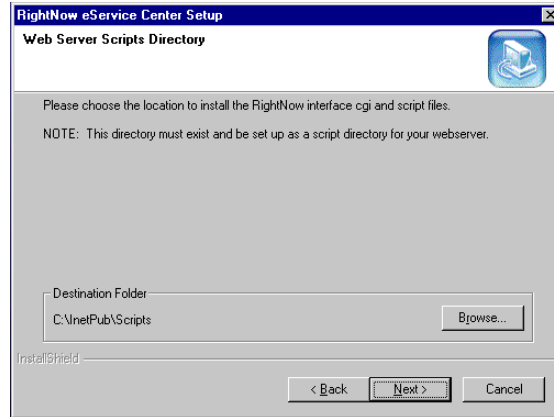 RightNow eService Center Setup
Web Server Scripts Directory
Please choose the location to install the RightNow interface cgi and script files.
NOTE: This directory must exist and be set up as a script directory for your webserver.
Destination Folder
C:\InetPub\Scripts
Browse...
InstallShield
< Back
Next >
Cancel